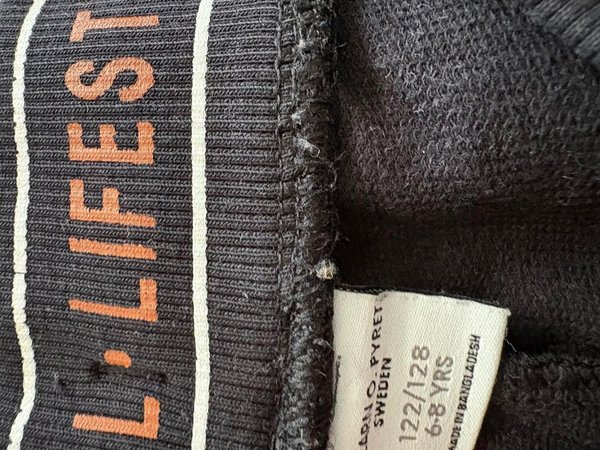 L · LIFEST
O. PYRET
SWEDEN
122/128
6-8 YRS
MADE IN BANGLADESH